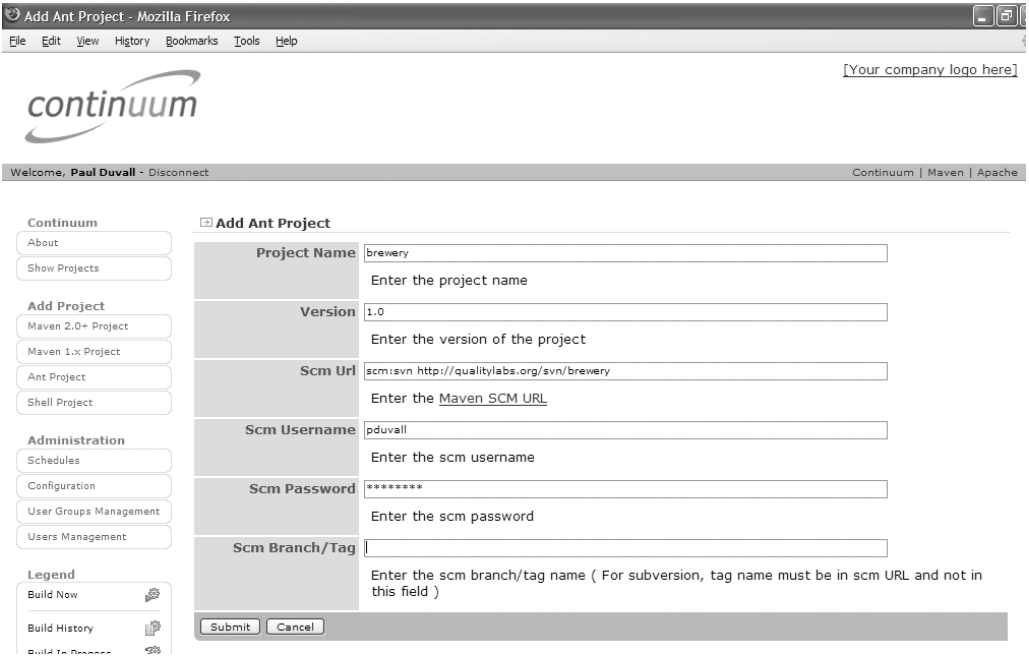 Add Ant Project - Mozilla Firefox
File Edit View History Bookmarks Tools Help
[Your company logo here]
continuum
Welcome, Paul Duvall - Disconnect
Continuum | Maven | Apache
Continuum
About
Show Projects
Add Project
Maven 2.0+ Project
Maven 1.x Project
Ant Project
Shell Project
Administration
Schedules
Configuration
User Groups Management
Users Management
Legend
Build Now
Build History
Build In Progess
Add Ant Project
Project Name brewery
Enter the project name
Version 1.0
Enter the version of the project
Scm Url scm:svn http://qualitylabs.org/svn/brewery
Enter the Maven SCM URL
Scm Username pduvall
Enter the scm username
Scm Password ********
Enter the scm password
Scm Branch/Tag
Enter the scm branch/tag name ( For subversion, tag name must be in scm URL and not in
this field )
Submit Cancel